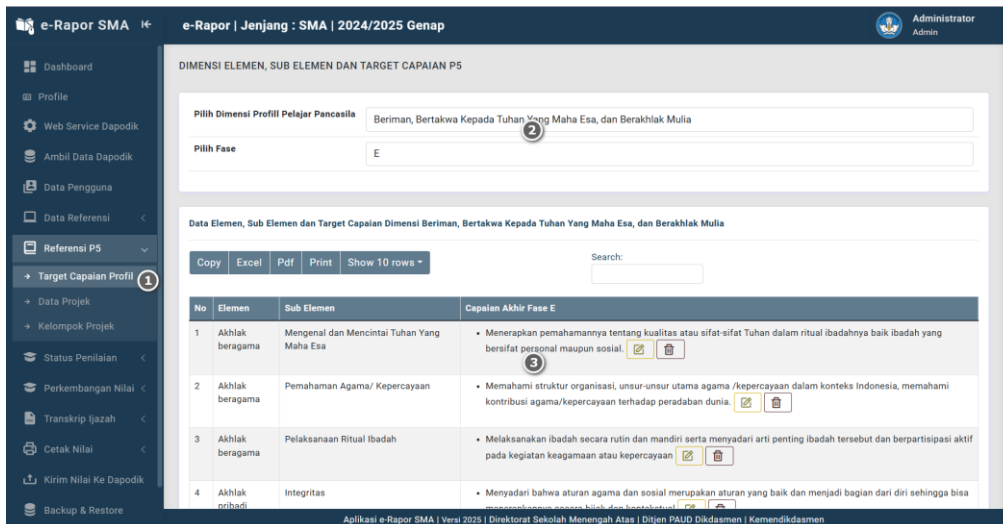 e-Rapor SMA
e-Rapor | Jenjang : SMA | 2024/2025 Genap
Administrator
Admin
Dashboard
Profile
Web Service Dapodik
Ambil Data Dapodik
Data Pengguna
Data Referensi
Referensi P5
Target Capaian Profil
1
Data Projek
Kelompok Projek
Status Penilaian
Perkembangan Nilai
Transkrip Ijazah
Cetak Nilai
Kirim Nilai Ke Dapodik
Backup & Restore
DIMENSI ELEMEN, SUB ELEMEN DAN TARGET CAPAIAN P5
Pilih Dimensi Profill Pelajar Pancasila
Beriman, Bertakwa Kepada Tuhan Yang Maha Esa, dan Berakhlak Mulia
2
Pilih Fase
E
Data Elemen, Sub Elemen dan Target Capaian Dimensi Beriman, Bertakwa Kepada Tuhan Yang Maha Esa, dan Berakhlak Mulia
Copy Excel Pdf Print Show 10 rows
Search:
No Elemen Sub Elemen Capaian Akhir Fase E
1 Akhlak Mengenal dan Mencintai Tuhan Yang • Menerapkan pemahamannya tentang kualitas atau sifat-sifat Tuhan dalam ritual ibadahnya baik ibadah yang
beragama Maha Esa bersifat personal maupun sosial.
3
2 Akhlak Pemahaman Agama/ Kepercayaan • Memahami struktur organisasi, unsur-unsur utama agama /kepercayaan dalam konteks Indonesia, memahami
beragama kontribusi agama/kepercayaan terhadap peradaban dunia.
3 Akhlak Pelaksanaan Ritual Ibadah • Melaksanakan ibadah secara rutin dan mandiri serta menyadari arti penting ibadah tersebut dan berpartisipasi aktif
beragama pada kegiatan keagamaan atau kepercayaan
4 Akhlak Integritas • Menyadari bahwa aturan agama dan sosial merupakan aturan yang baik dan menjadi bagian dari diri sehingga bisa
pribadi menerapkannya secara bijak dan kontekstual
Aplikasi e-Rapor SMA | Versi 2025 | Direktorat Sekolah Menengah Atas | Ditjen PAUD Dikdasmen | Kemendikdasmen